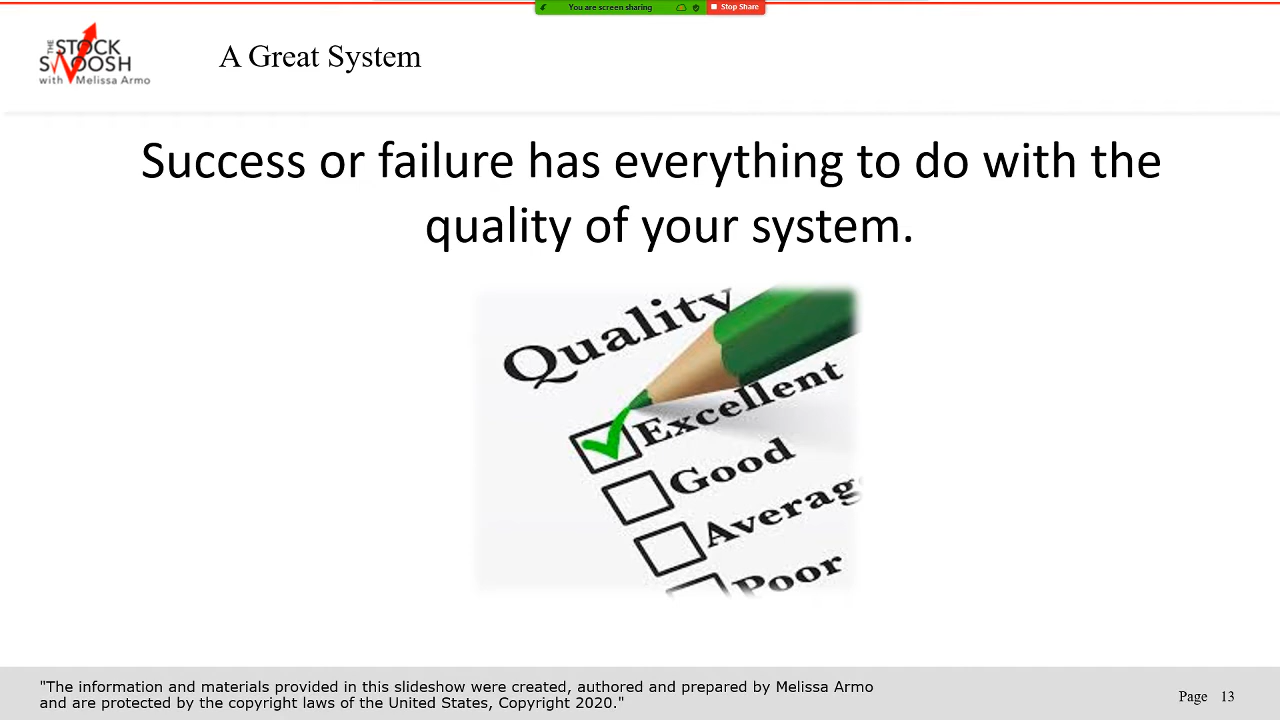 You are screen sharing
Stop Share
THE STOCK
SWOOSH
with Melissa Armo
A Great System
Success or failure has everything to do with the
quality of your system.
Quality
Excellent
Good
Averag
Poor
"The information and materials provided in this slideshow were created, authored and prepared by Melissa Armo
and are protected by the copyright laws of the United States, Copyright 2020."
Page 13